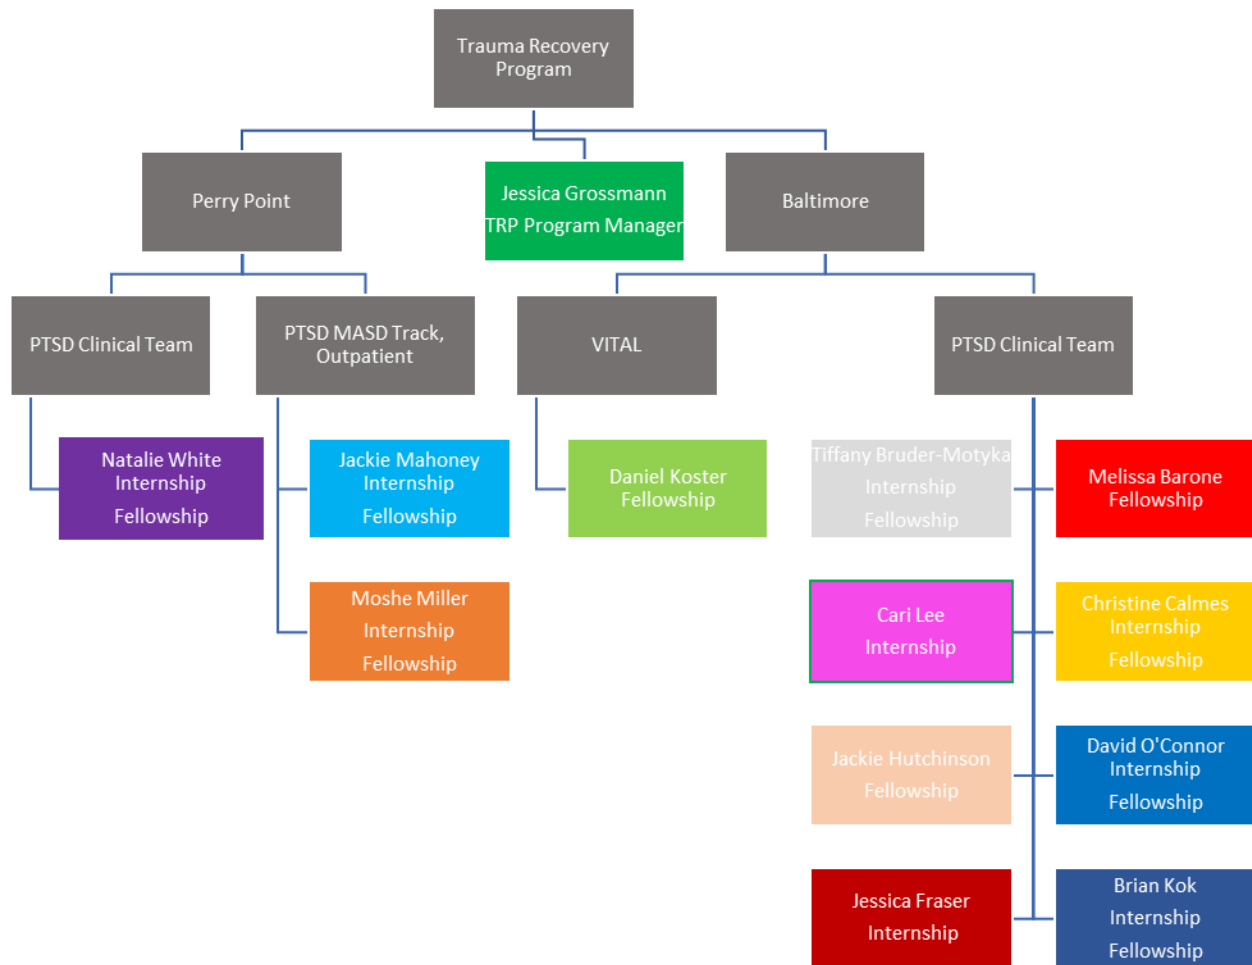 Trauma Recovery
Program
Perry Point
Jessica Grossmann
TRP Program Manager
Baltimore
PTSD Clinical Team
PTSD MASD Track,
Outpatient
VITAL
PTSD Clinical Team
Natalie White
Internship
Fellowship
Jackie Mahoney
Internship
Fellowship
Daniel Koster
Fellowship
Tiffany Bruder-Motyka
Internship
Fellowship
Melissa Barone
Fellowship
Moshe Miller
Internship
Fellowship
Cari Lee
Internship
Christine Calmes
Internship
Fellowship
Jackie Hutchinson
Fellowship
David O'Connor
Internship
Fellowship
Jessica Fraser
Internship
Brian Kok
Internship
Fellowship